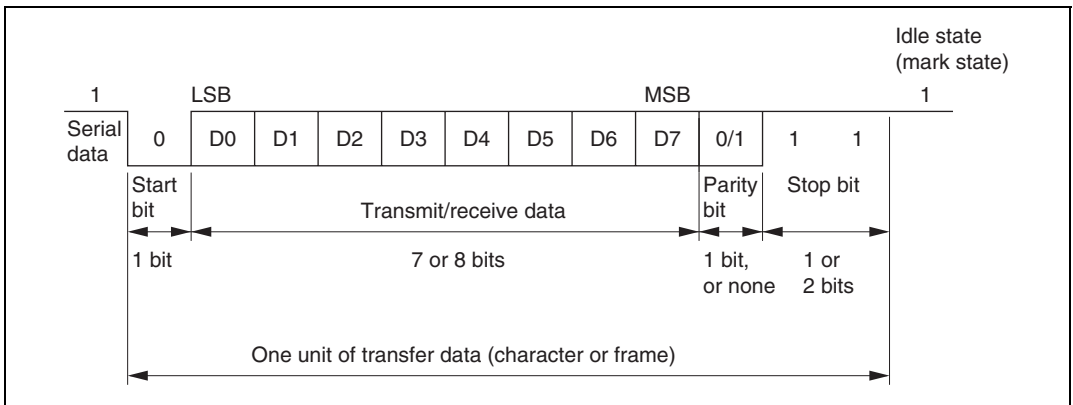 Idle state
(mark state)
1 LSB MSB 1
Serial
data
0 D0 D1 D2 D3 D4 D5 D6 D7 0/1 1 1
Start
bit
Transmit/receive data
Parity
bit
Stop bit
1 bit
7 or 8 bits
1 bit,
or none
1 or
2 bits
One unit of transfer data (character or frame)